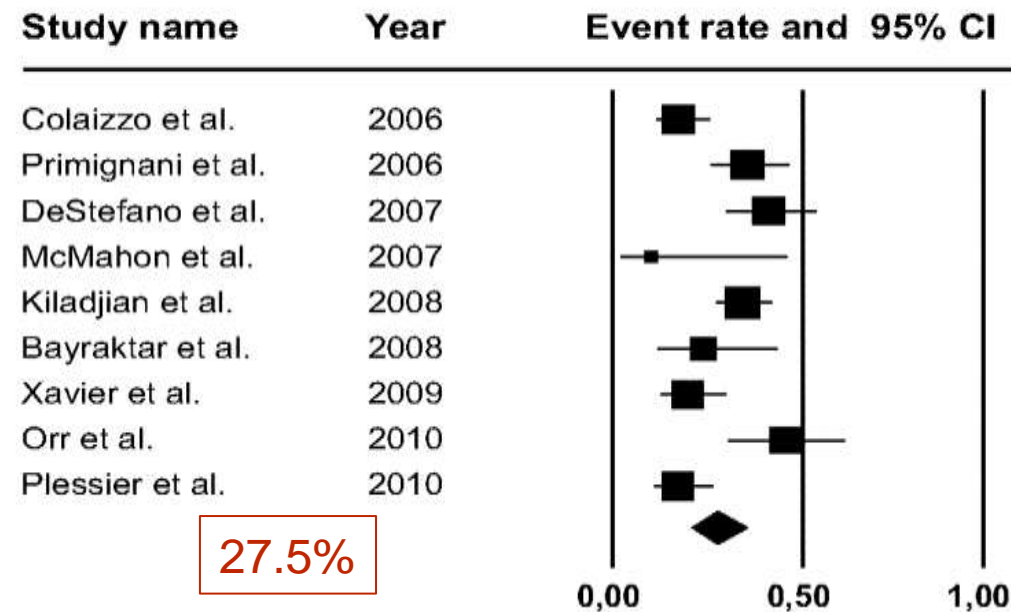 Study name Year Event rate and 95% CI
Colaizzo et al. 2006
Primignani et al. 2006
DeStefano et al. 2007
McMahon et al. 2007
Kiladjian et al. 2008
Bayraktar et al. 2008
Xavier et al. 2009
Orr et al. 2010
Plessier et al. 2010
27.5%
0,00 0,50 1,00